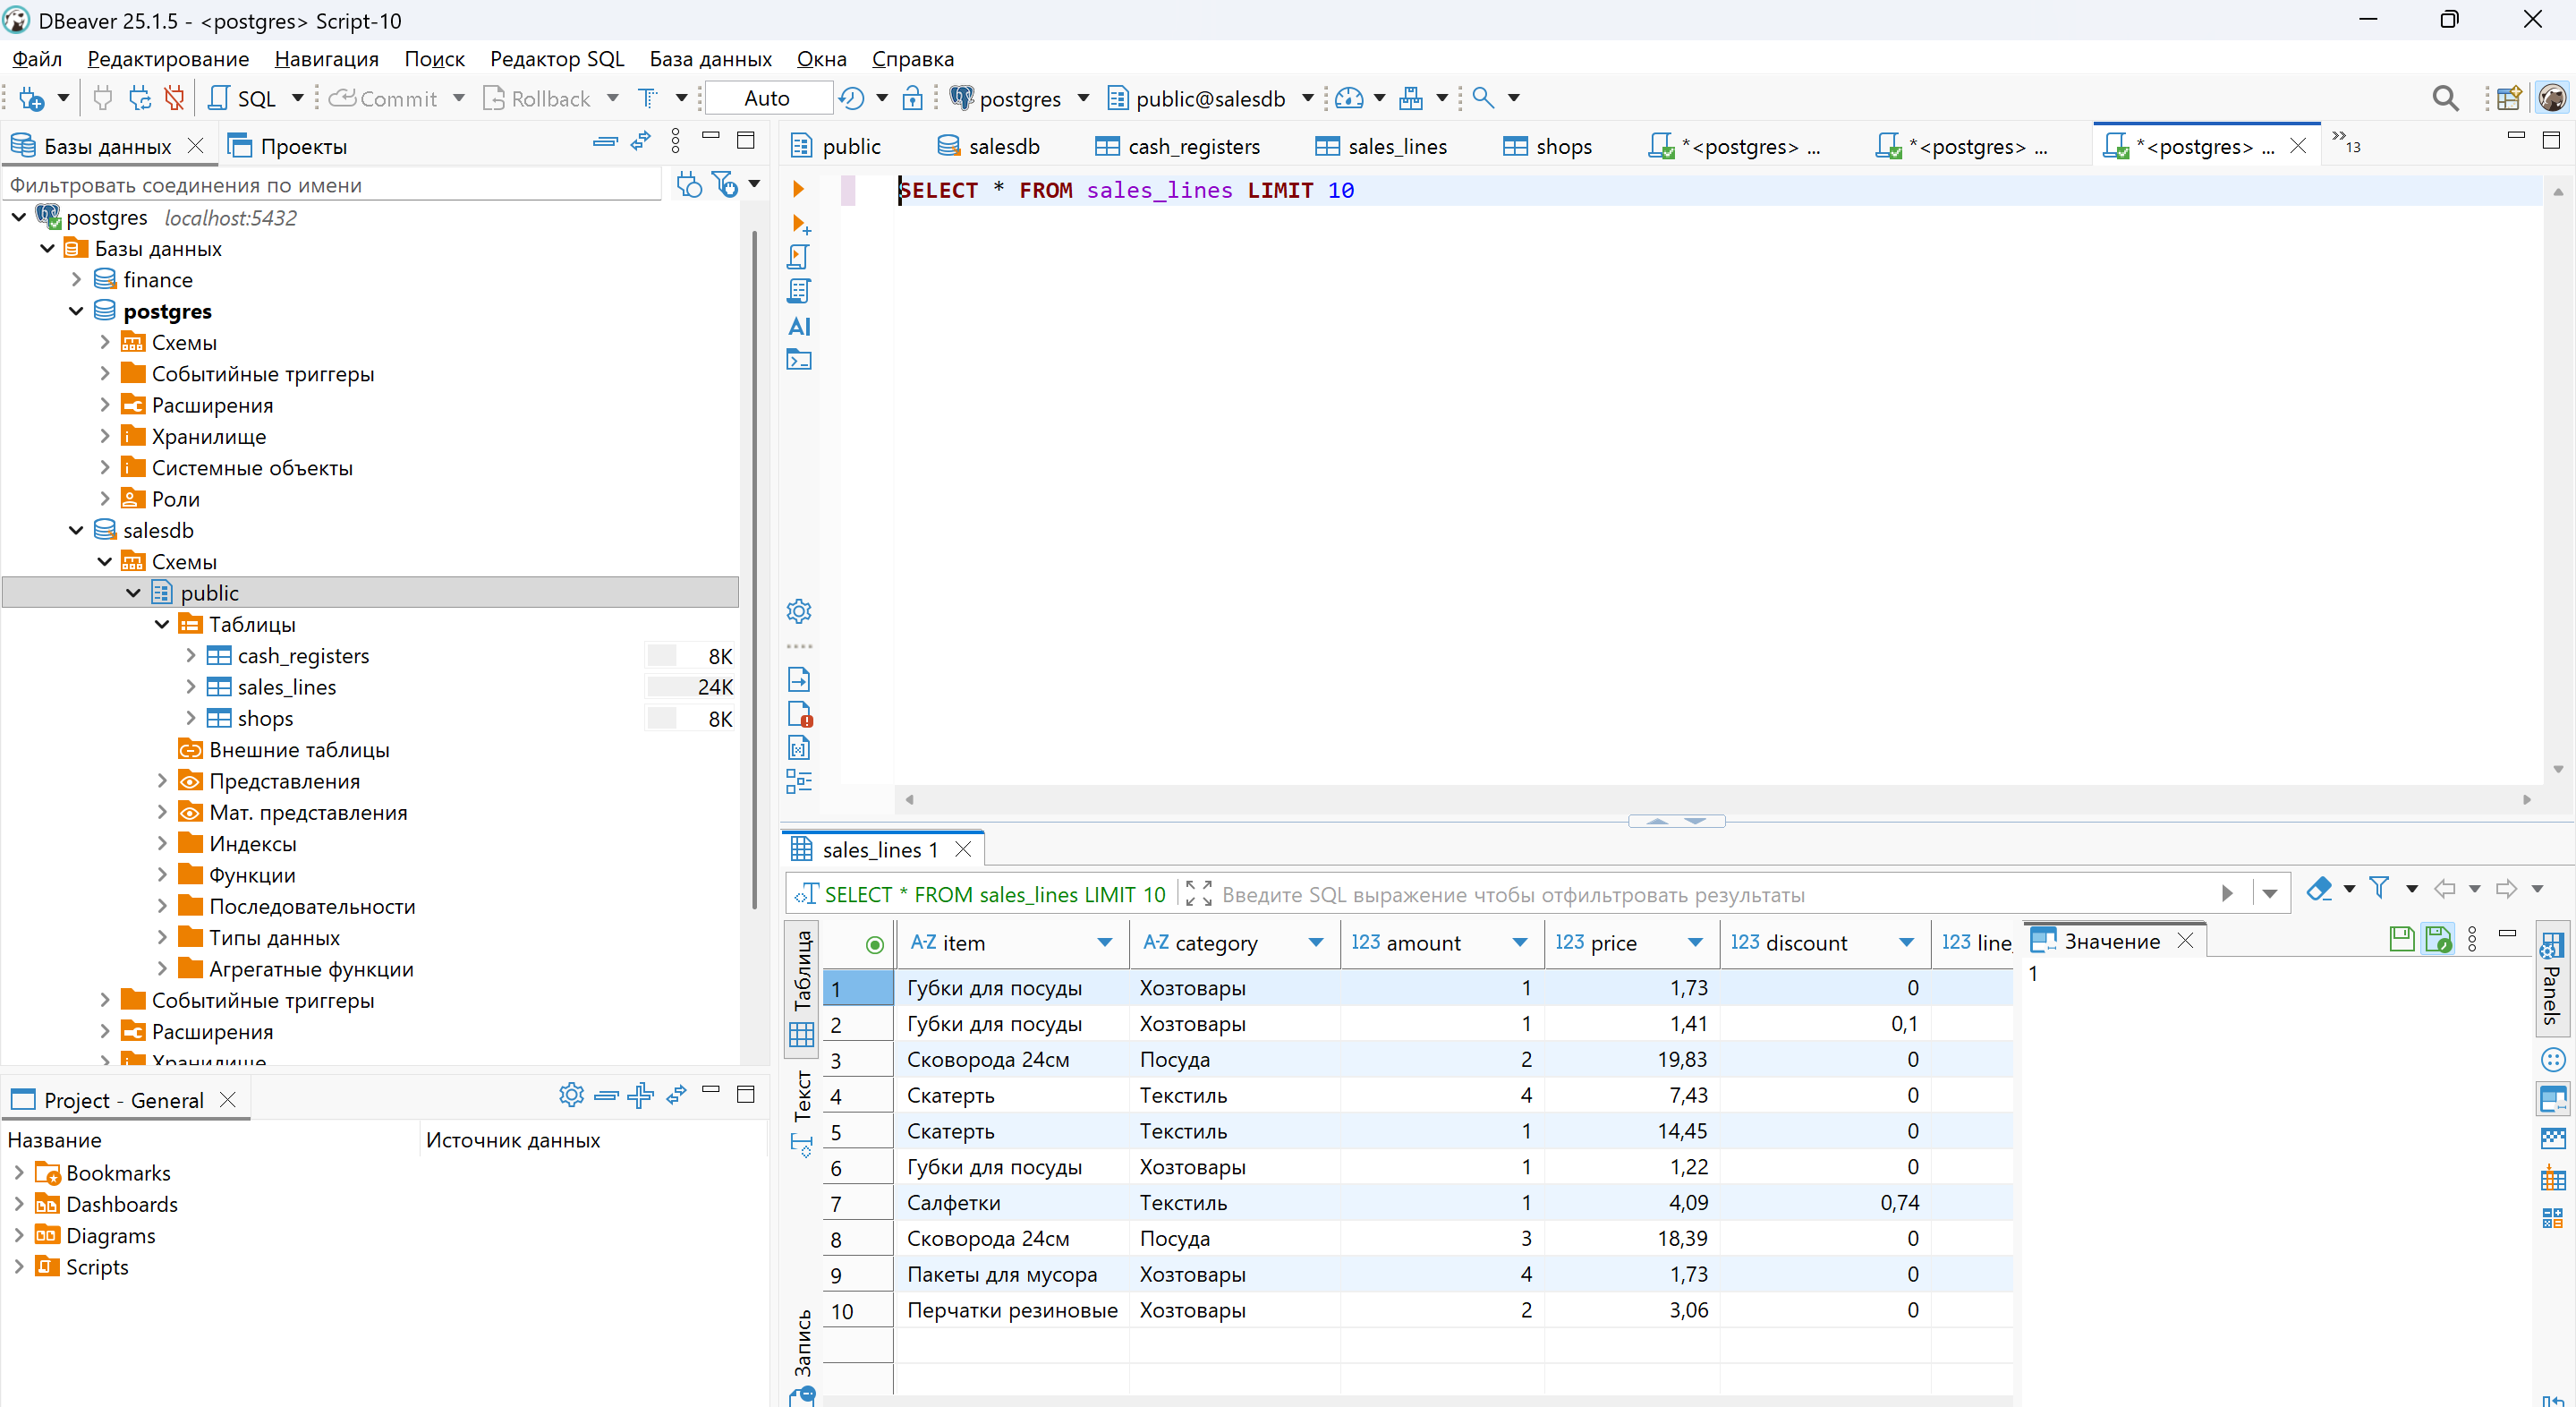 DBeaver 25.1.5 - <postgres> Script-10
Файл Редактирование Навигация Поиск Редактор SQL База данных Окна Справка
SQL Commit Rollback Auto postgres public@salesdb
Базы данных Проекты
Фильтровать соединения по имени
postgres localhost:5432
Базы данных
finance
postgres
Схемы
Событийные триггеры
Расширения
Хранилище
Системные объекты
Роли
salesdb
Схемы
public
Таблицы
cash_registers 8K
sales_lines 24K
shops 8K
Внешние таблицы
Представления
Мат. представления
Индексы
Функции
Последовательности
Типы данных
Агрегатные функции
Событийные триггеры
Расширения
Хранилище
Project - General
Название Источник данных
Bookmarks
Dashboards
Diagrams
Scripts
public salesdb cash_registers sales_lines shops *<postgres> ... *<postgres> ... *<postgres> ... »13
SELECT * FROM sales_lines LIMIT 10
AI
sales_lines 1
SELECT * FROM sales_lines LIMIT 10 Введите SQL выражение чтобы отфильтровать результаты
Таблица
Текст
Запись
A-Z item A-Z category 123 amount 123 price 123 discount 123 line_
1 Губки для посуды Хозтовары 1 1,73 0
2 Губки для посуды Хозтовары 1 1,41 0,1
3 Сковорода 24см Посуда 2 19,83 0
4 Скатерть Текстиль 4 7,43 0
5 Скатерть Текстиль 1 14,45 0
6 Губки для посуды Хозтовары 1 1,22 0
7 Салфетки Текстиль 1 4,09 0,74
8 Сковорода 24см Посуда 3 18,39 0
9 Пакеты для мусора Хозтовары 4 1,73 0
10 Перчатки резиновые Хозтовары 2 3,06 0
Значение
1
Panels